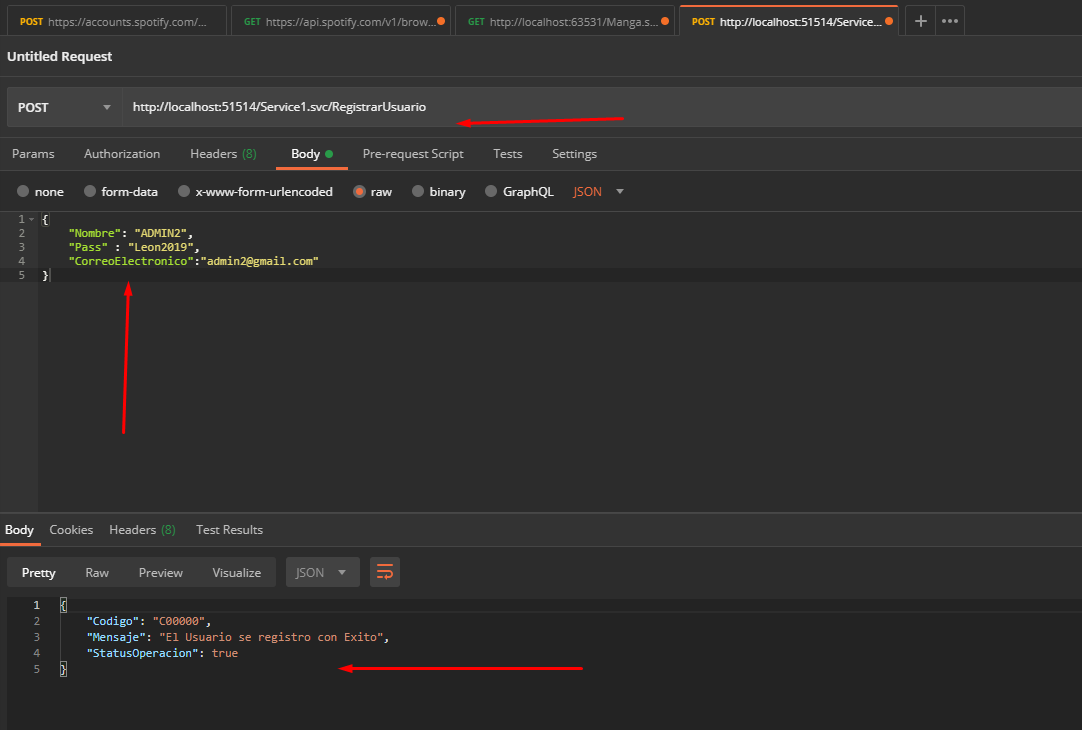 POST https://accounts.spotify.com/... GET https://api.spotify.com/v1/brow... GET http://localhost:63531/Manga.s... POST http://localhost:51514/Service... + •••
Untitled Request
POST http://localhost:51514/Service1.svc/RegistrarUsuario
Params Authorization Headers (8) Body Pre-request Script Tests Settings
none form-data x-www-form-urlencoded raw binary GraphQL JSON
1 {
2 "Nombre": "ADMIN2",
3 "Pass" : "Leon2019",
4 "CorreoElectronico":"admin2@gmail.com"
5 }
Body Cookies Headers (8) Test Results
Pretty Raw Preview Visualize JSON
1 {
2 "Codigo": "C00000",
3 "Mensaje": "El Usuario se registro con Exito",
4 "StatusOperacion": true
5 }